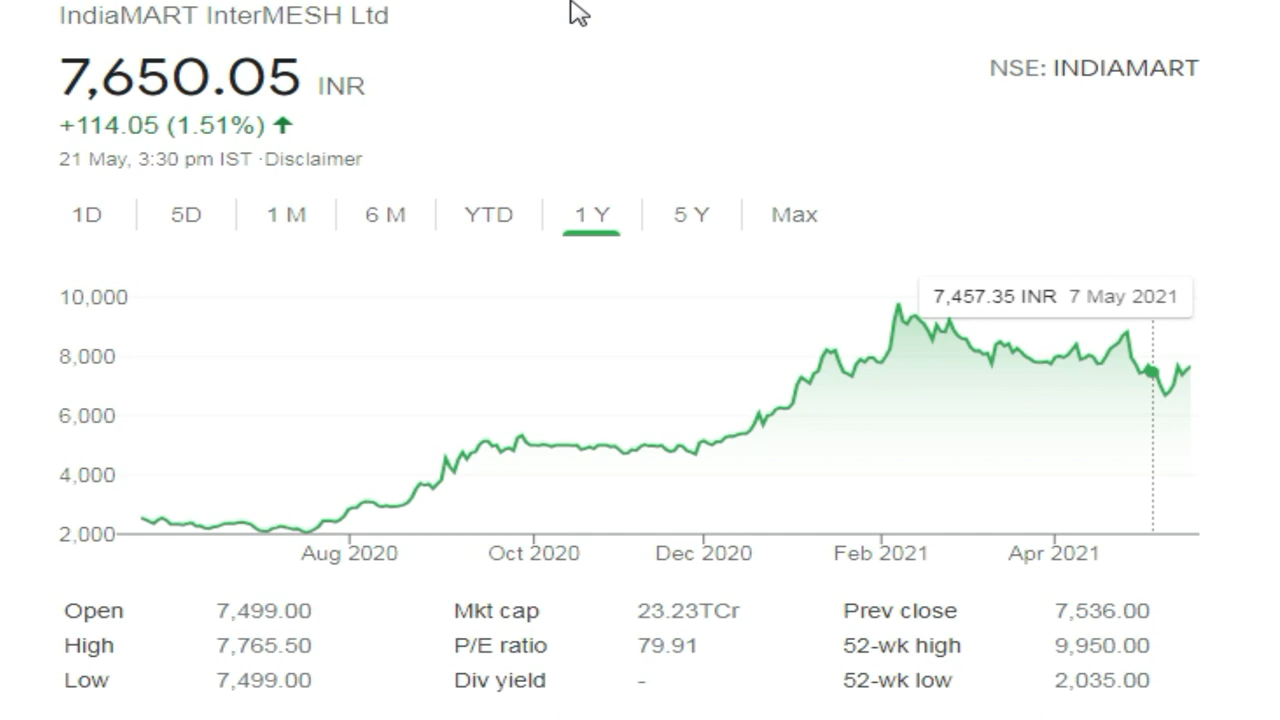 IndiaMART InterMESH Ltd
7,650.05 INR
NSE: INDIAMART
+114.05 (1.51%) ↑
21 May, 3:30 pm IST ·Disclaimer
1D 5D 1 M 6 M YTD 1 Y 5 Y Max
7,457.35 INR 7 May 2021
10,000
8,000
6,000
4,000
2,000
Aug 2020 Oct 2020 Dec 2020 Feb 2021 Apr 2021
Open 7,499.00 Mkt cap 23.23TCr Prev close 7,536.00
High 7,765.50 P/E ratio 79.91 52-wk high 9,950.00
Low 7,499.00 Div yield - 52-wk low 2,035.00